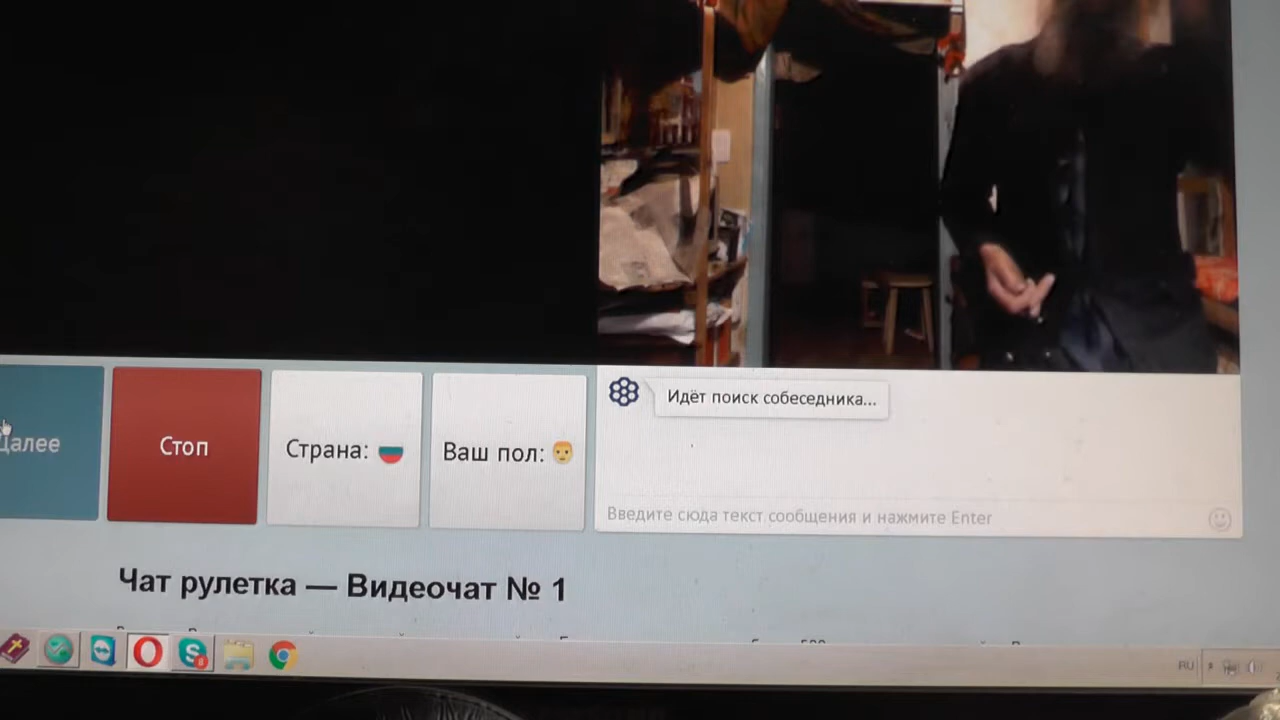 Идёт поиск собеседника...
Далее
Стоп
Страна:
Ваш пол:
Введите сюда текст сообщения и нажмите Enter
Чат рулетка — Видеочат № 1
RU